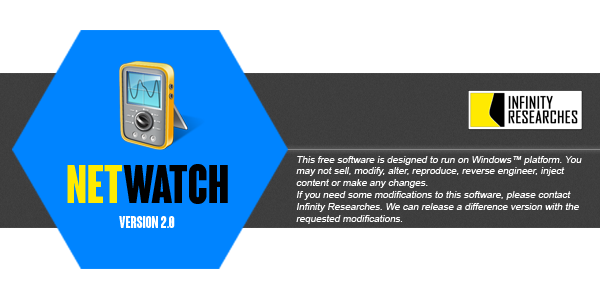 NETWATCH
VERSION 2.0
INFINITY
RESEARCHES
This free software is designed to run on Windows™ platform. You
may not sell, modify, alter, reproduce, reverse engineer, inject
content or make any changes.
If you need some modifications to this software, please contact
Infinity Researches. We can release a difference version with the
requested modifications.